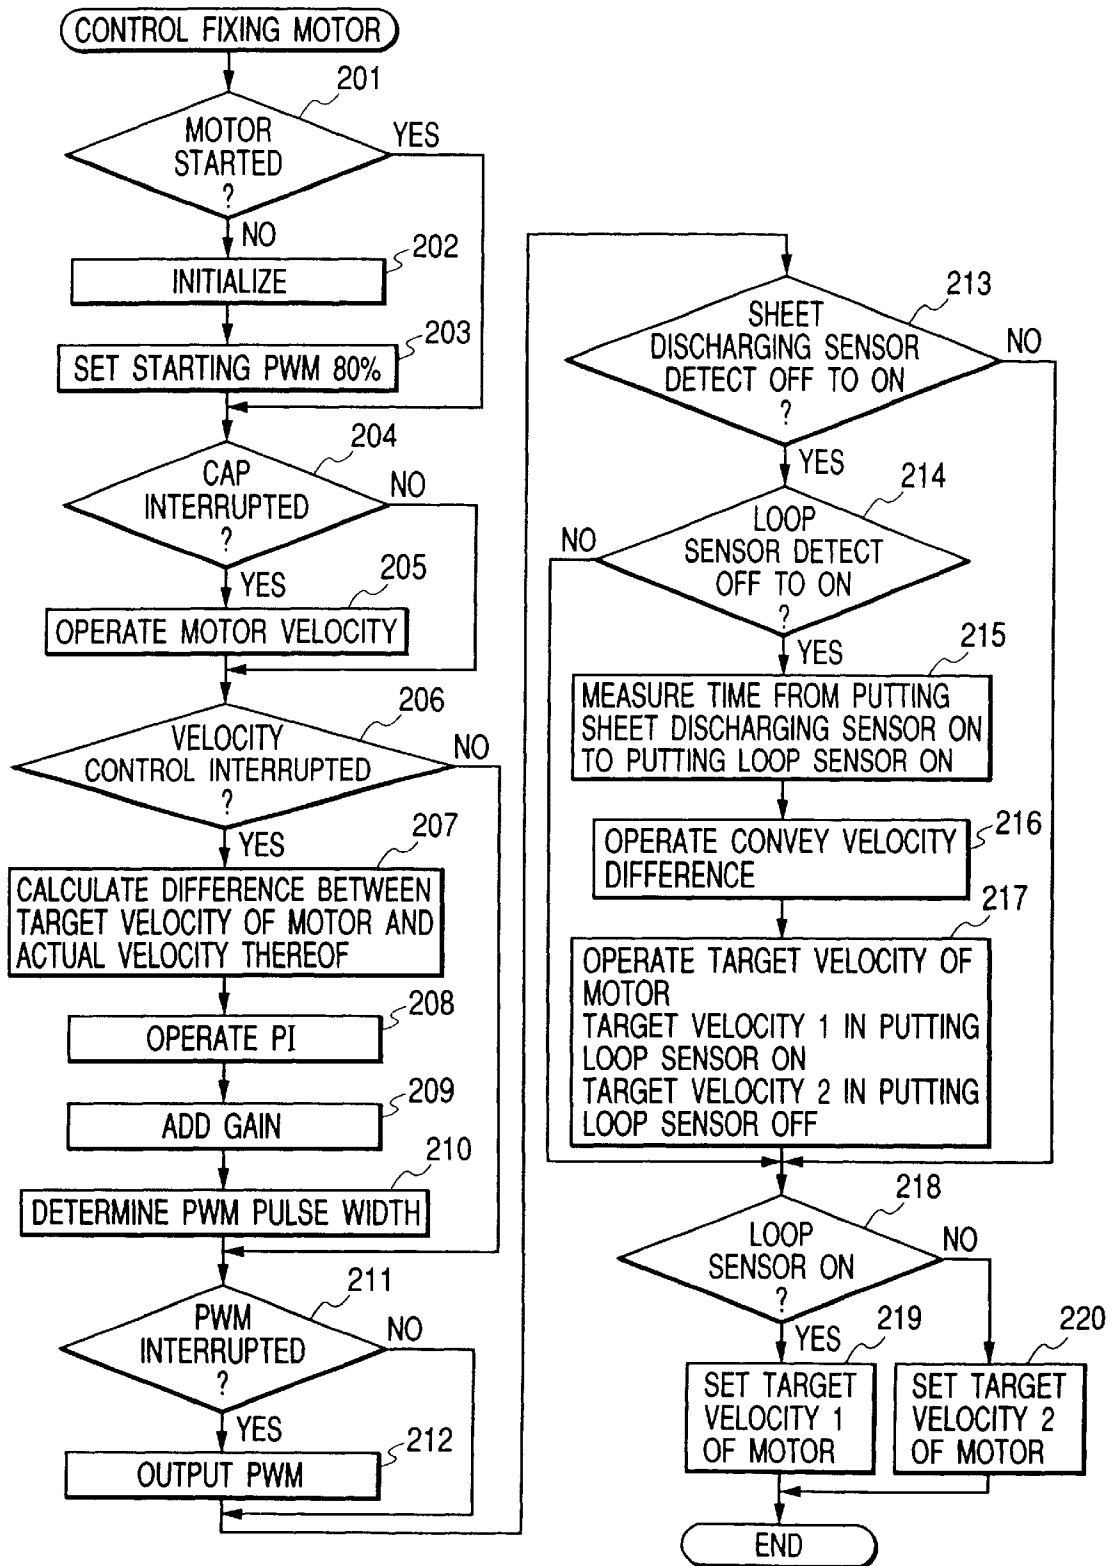 CONTROL FIXING MOTOR
201
MOTOR
STARTED
?
YES
NO
202
INITIALIZE
203
SET STARTING PWM 80%
204
CAP
INTERRUPTED
?
NO
YES
205
OPERATE MOTOR VELOCITY
206
VELOCITY
CONTROL INTERRUPTED
?
NO
YES
207
CALCULATE DIFFERENCE BETWEEN
TARGET VELOCITY OF MOTOR AND
ACTUAL VELOCITY THEREOF
208
OPERATE PI
209
ADD GAIN
210
DETERMINE PWM PULSE WIDTH
211
PWM
INTERRUPTED
?
NO
YES
212
OUTPUT PWM
213
SHEET
DISCHARGING SENSOR
DETECT OFF TO ON
?
NO
YES
214
LOOP
SENSOR DETECT
OFF TO ON
?
NO
YES
215
MEASURE TIME FROM PUTTING
SHEET DISCHARGING SENSOR ON
TO PUTTING LOOP SENSOR ON
216
OPERATE CONVEY VELOCITY
DIFFERENCE
217
OPERATE TARGET VELOCITY OF
MOTOR
TARGET VELOCITY 1 IN PUTTING
LOOP SENSOR ON
TARGET VELOCITY 2 IN PUTTING
LOOP SENSOR OFF
218
LOOP
SENSOR ON
?
NO
YES
219
SET TARGET
VELOCITY 1
OF MOTOR
220
SET TARGET
VELOCITY 2
OF MOTOR
END